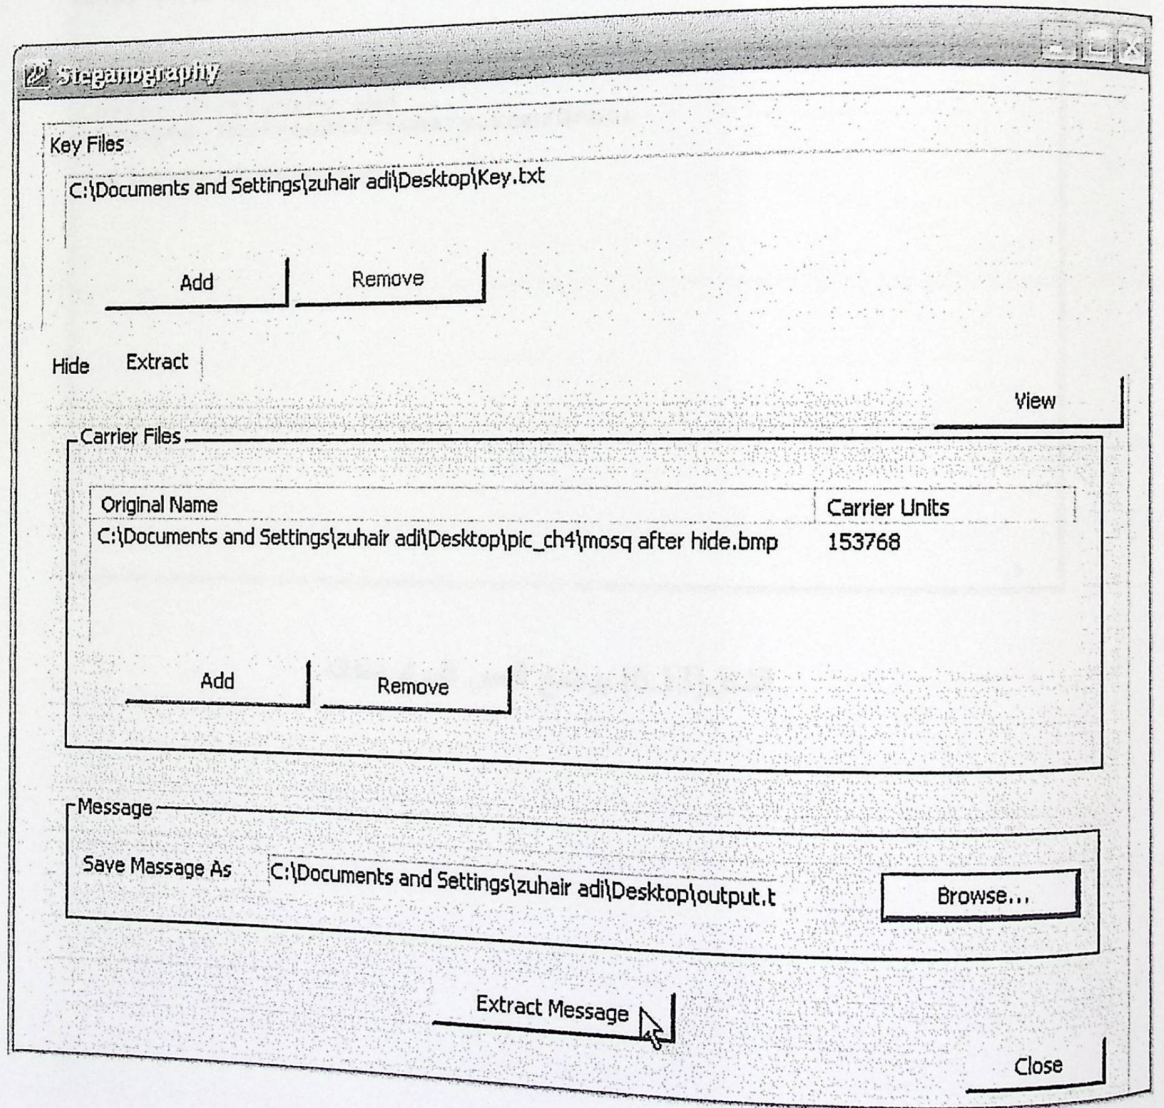 Steganography
Key Files
C:\Documents and Settings\zuhair adi\Desktop\Key.txt
Add Remove
Hide Extract
View
Carrier Files
Original Name Carrier Units
C:\Documents and Settings\zuhair adi\Desktop\pic_ch4\mosq after hide.bmp 153768
Add Remove
Message
Save Massage As C:\Documents and Settings\zuhair adi\Desktop\output.t Browse...
Extract Message
Close